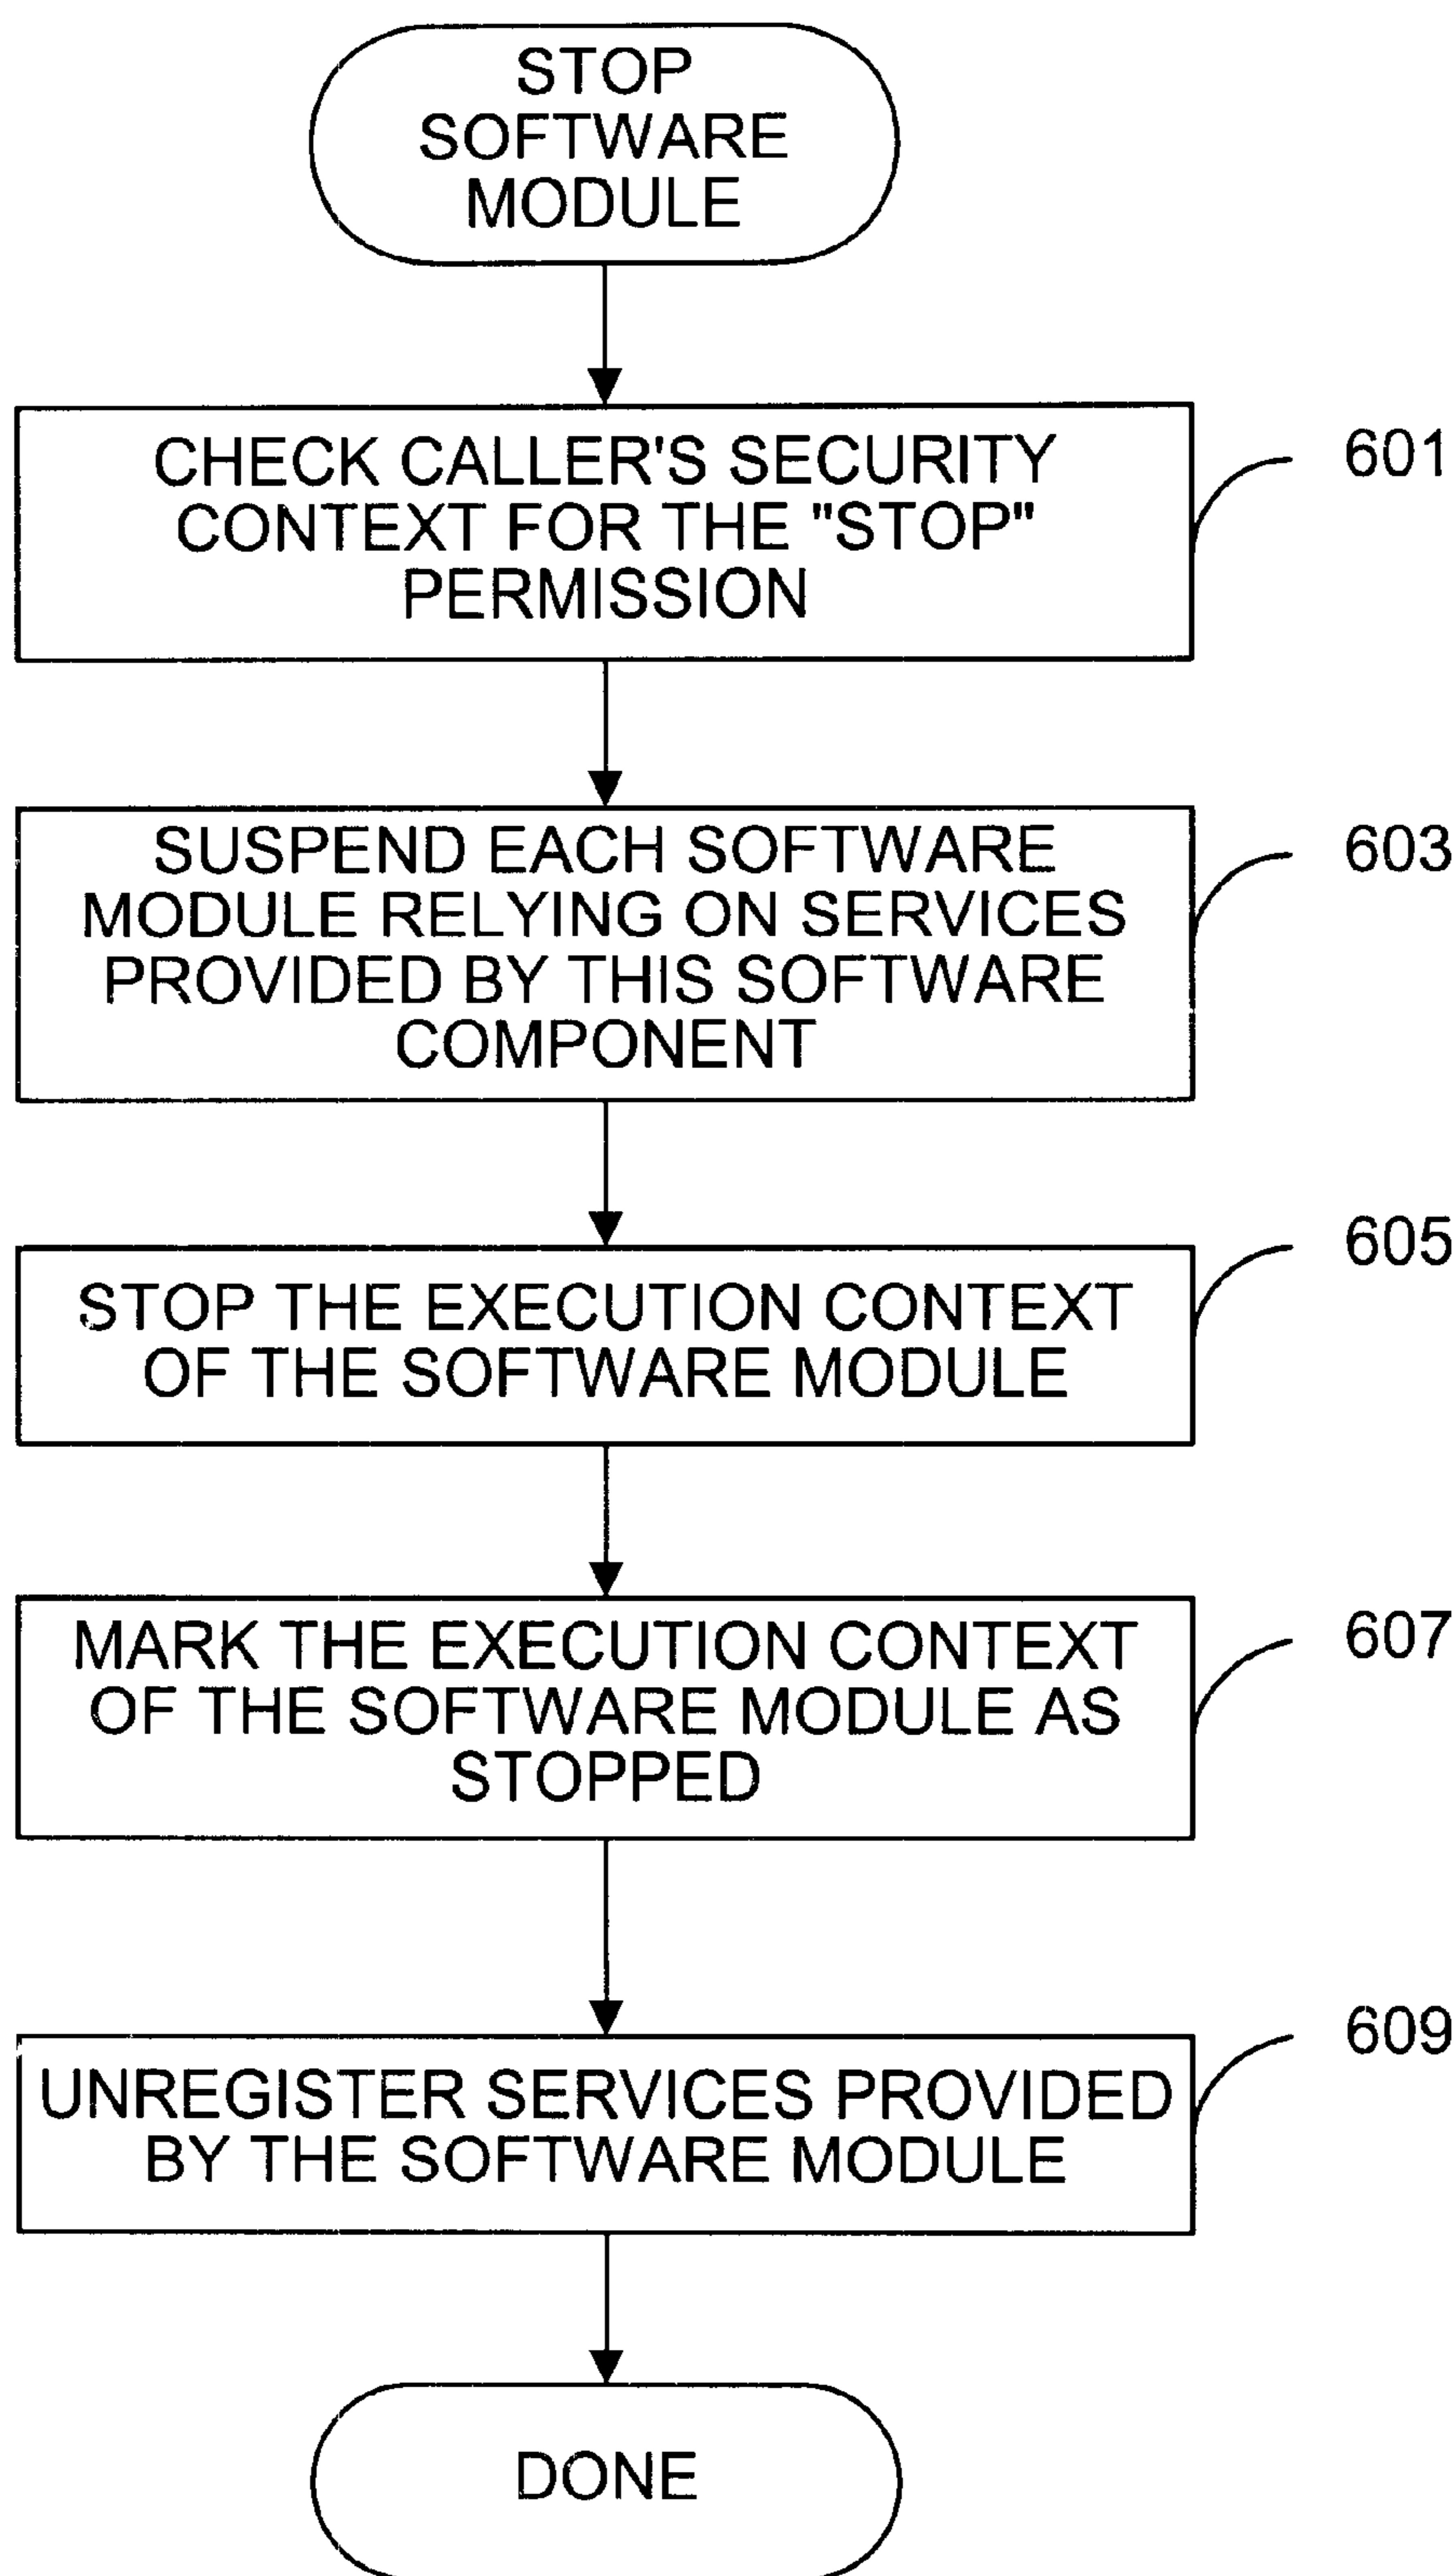 STOP
SOFTWARE
MODULE
CHECK CALLER'S SECURITY
CONTEXT FOR THE "STOP"
PERMISSION
601
SUSPEND EACH SOFTWARE
MODULE RELYING ON SERVICES
PROVIDED BY THIS SOFTWARE
COMPONENT
603
STOP THE EXECUTION CONTEXT
OF THE SOFTWARE MODULE
605
MARK THE EXECUTION CONTEXT
OF THE SOFTWARE MODULE AS
STOPPED
607
UNREGISTER SERVICES PROVIDED
BY THE SOFTWARE MODULE
609
DONE